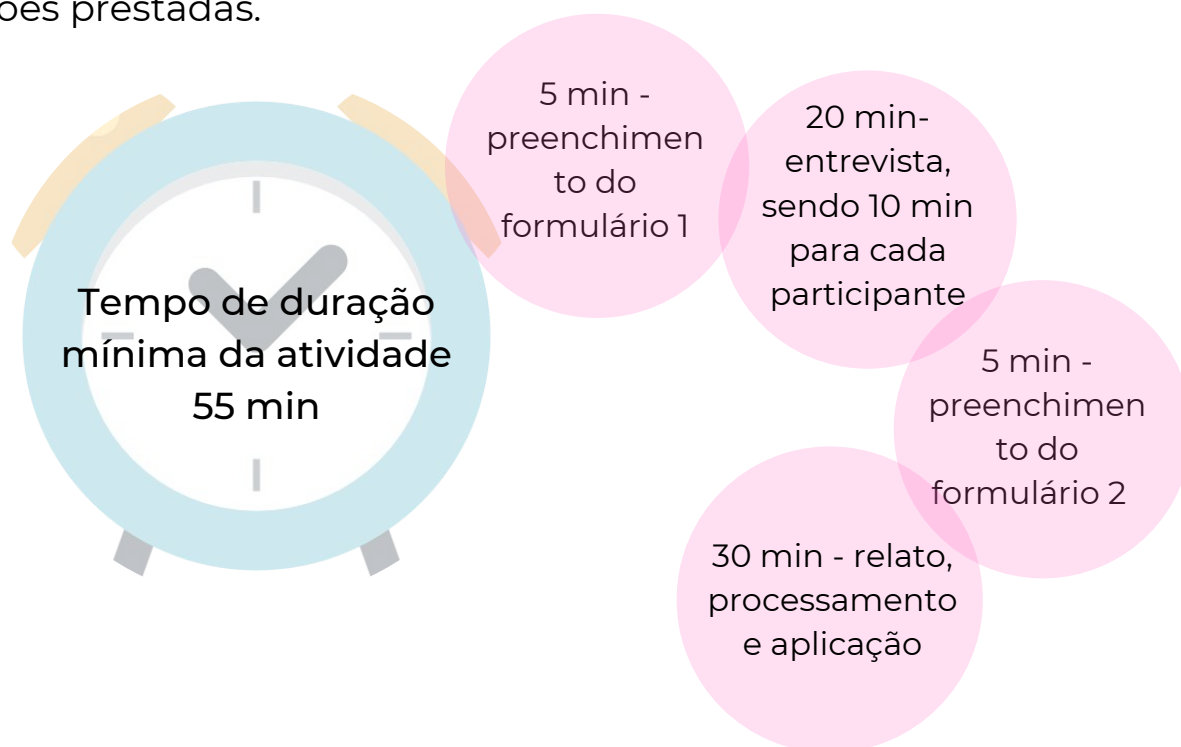 ões prestadas.
5 min -
preenchimen
to do
formulário 1
20 min-
entrevista,
sendo 10 min
para cada
participante
Tempo de duração
mínima da atividade
55 min
5 min -
preenchimen
to do
formulário 2
30 min - relato,
processamento
e aplicação